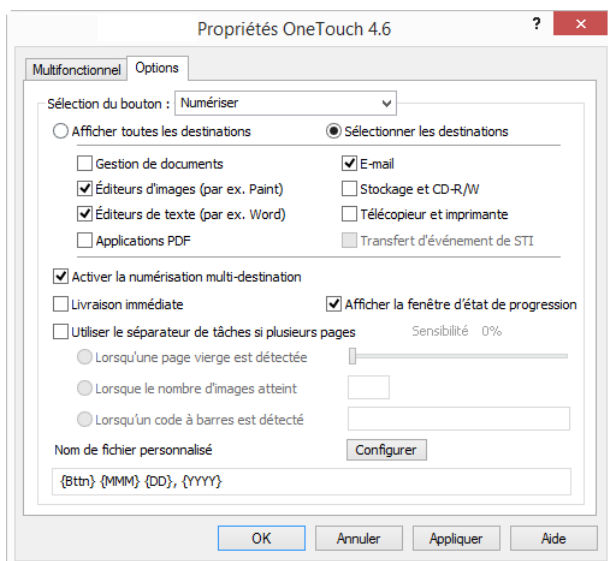 Propriétés OneTouch 4.6
?
Multifonctionnel Options
Sélection du bouton : Numériser
Afficher toutes les destinations Sélectionner les destinations
Gestion de documents E-mail
Éditeurs d'images (par ex. Paint) Stockage et CD-R/W
Éditeurs de texte (par ex. Word) Télécopieur et imprimante
Applications PDF Transfert d'événement de STI
Activer la numérisation multi-destination
Livraison immédiate Afficher la fenêtre d'état de progression
Utiliser le séparateur de tâches si plusieurs pages Sensibilité 0%
Lorsqu'une page vierge est détectée
Lorsque le nombre d'images atteint
Lorsqu'un code à barres est détecté
Nom de fichier personnalisé Configurer
{Bttn} {MMM} {DD}, {YYYY}
OK Annuler Appliquer Aide